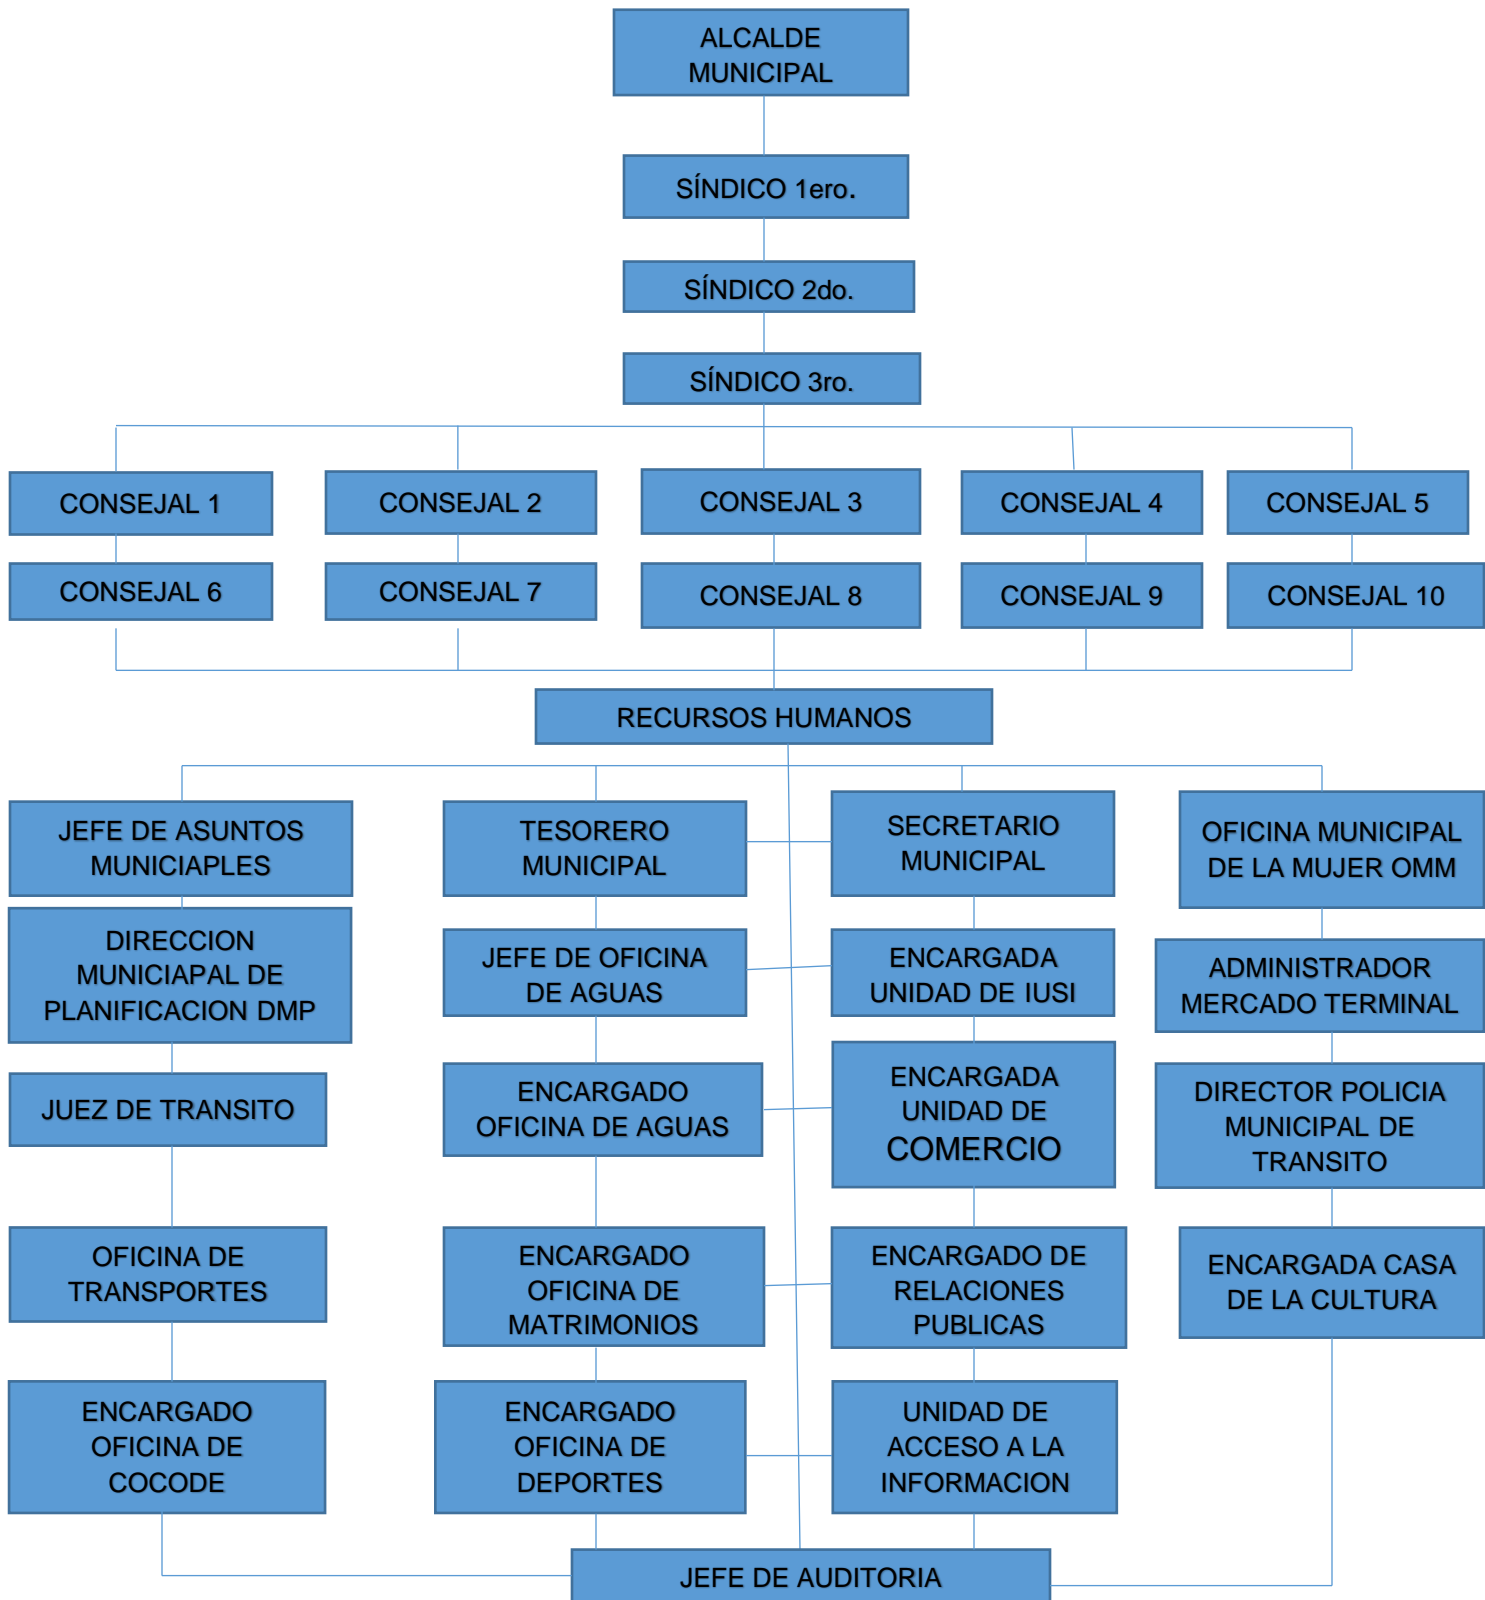 ALCALDE
MUNICIPAL
SÍNDICO 1ero.
SÍNDICO 2do.
SÍNDICO 3ro.
CONSEJAL 1
CONSEJAL 2
CONSEJAL 3
CONSEJAL 4
CONSEJAL 5
CONSEJAL 6
CONSEJAL 7
CONSEJAL 8
CONSEJAL 9
CONSEJAL 10
RECURSOS HUMANOS
JEFE DE ASUNTOS
MUNICIAPLES
TESORERO
MUNICIPAL
SECRETARIO
MUNICIPAL
OFICINA MUNICIPAL
DE LA MUJER OMM
DIRECCION
MUNICIAPAL DE
PLANIFICACION DMP
JEFE DE OFICINA
DE AGUAS
ENCARGADA
UNIDAD DE IUSI
ADMINISTRADOR
MERCADO TERMINAL
JUEZ DE TRANSITO
ENCARGADO
OFICINA DE AGUAS
ENCARGADA
UNIDAD DE
COMERCIO
DIRECTOR POLICIA
MUNICIPAL DE
TRANSITO
OFICINA DE
TRANSPORTES
ENCARGADO
OFICINA DE
MATRIMONIOS
ENCARGADO DE
RELACIONES
PUBLICAS
ENCARGADA CASA
DE LA CULTURA
ENCARGADO
OFICINA DE
COCODE
ENCARGADO
OFICINA DE
DEPORTES
UNIDAD DE
ACCESO A LA
INFORMACION
JEFE DE AUDITORIA